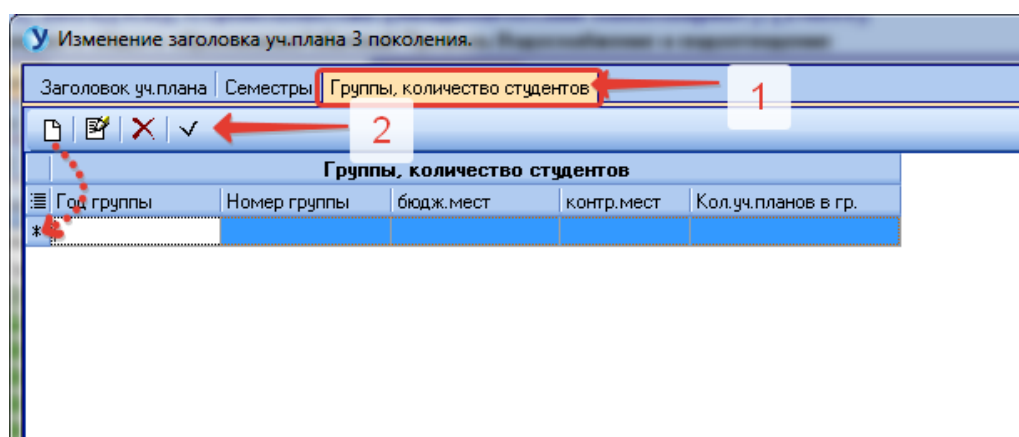 У Изменение заголовка уч.плана 3 поколения.
Заголовок уч.плана Семестры Группы, количество студентов 1
2
Группы, количество студентов
Год группы Номер группы бюдж.мест контр.мест Кол.уч.планов в гр.
*